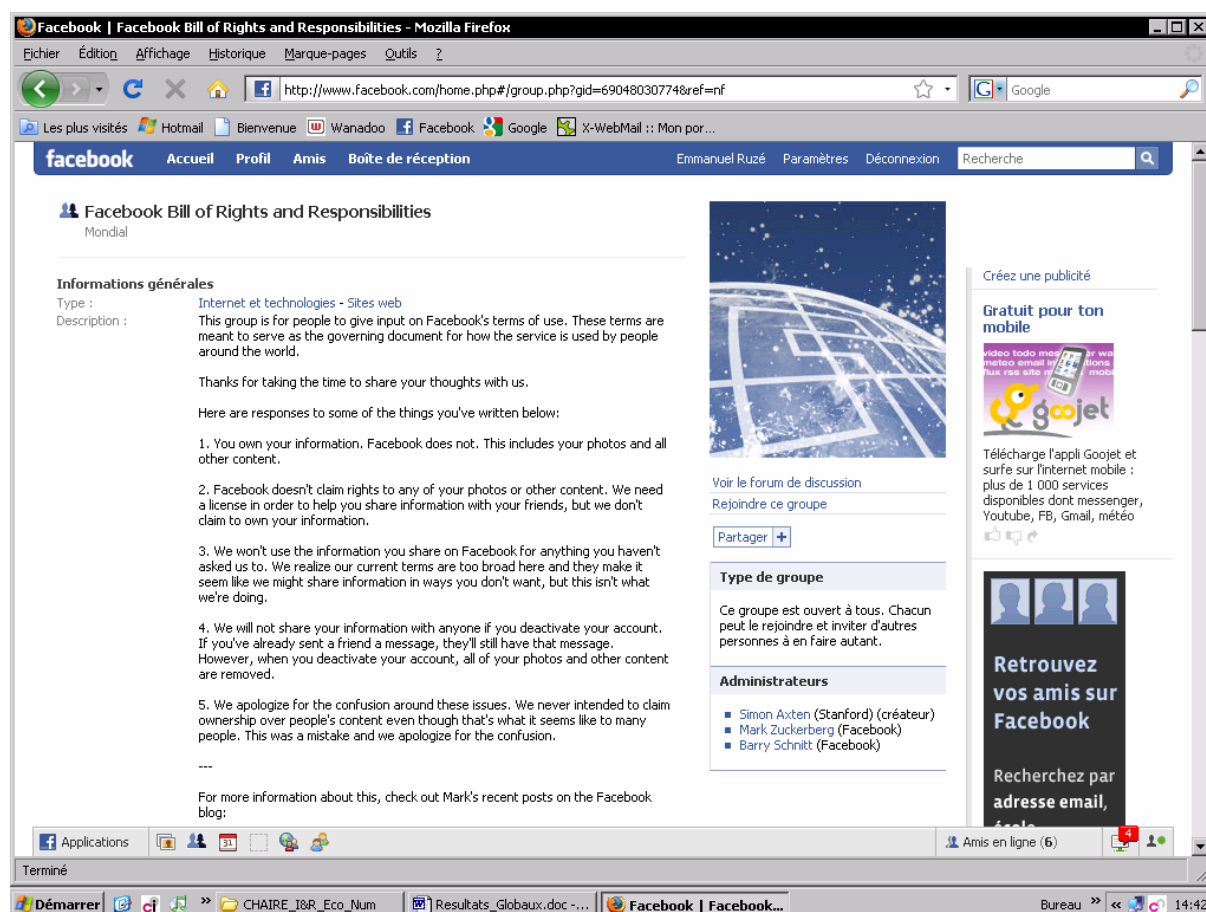 Facebook | Facebook Bill of Rights and Responsibilities - Mozilla Firefox
Fichier Édition Affichage Historique Marque-pages Outils ?
http://www.facebook.com/home.php#/group.php?gid=69048030774&ref=nf
Google
Les plus visités Hotmail Bienvenue Wanadoo Facebook Google X-WebMail :: Mon por...
facebook Accueil Profil Amis Boîte de réception Emmanuel Ruzé Paramètres Déconnexion Recherche
Facebook Bill of Rights and Responsibilities
Mondial
Informations générales
Type : Internet et technologies - Sites web
Description : This group is for people to give input on Facebook's terms of use. These terms are
meant to serve as the governing document for how the service is used by people
around the world.
Thanks for taking the time to share your thoughts with us.
Here are responses to some of the things you've written below:
1. You own your information. Facebook does not. This includes your photos and all
other content.
2. Facebook doesn't claim rights to any of your photos or other content. We need
a license in order to help you share information with your friends, but we don't
claim to own your information.
3. We won't use the information you share on Facebook for anything you haven't
asked us to. We realize our current terms are too broad here and they make it
seem like we might share information in ways you don't want, but this isn't what
we're doing.
4. We will not share your information with anyone if you deactivate your account.
If you've already sent a friend a message, they'll still have that message.
However, when you deactivate your account, all of your photos and other content
are removed.
5. We apologize for the confusion around these issues. We never intended to claim
ownership over people's content even though that's what it seems like to many
people. This was a mistake and we apologize for the confusion.
---
For more information about this, check out Mark's recent posts on the Facebook
blog:
Voir le forum de discussion
Rejoindre ce groupe
Partager +
Type de groupe
Ce groupe est ouvert à tous. Chacun
peut le rejoindre et inviter d'autres
personnes à en faire autant.
Administrateurs
Simon Axten (Stanford) (créateur)
Mark Zuckerberg (Facebook)
Barry Schnitt (Facebook)
Créez une publicité
Gratuit pour ton
mobile
video todo
meteo email
flux rss site
goojet
Télécharge l'appli Goojet et
surfe sur l'internet mobile :
plus de 1 000 services
disponibles dont messenger,
Youtube, FB, Gmail, météo
Retrouvez
vos amis sur
Facebook
Recherchez par
adresse email,
école
Applications 31 Amis en ligne (6) 4
Terminé
Démarrer » CHAIRE_I&R_Eco_Num Resultats_Globaux.doc -... Facebook | Facebook... Bureau » « 14:42